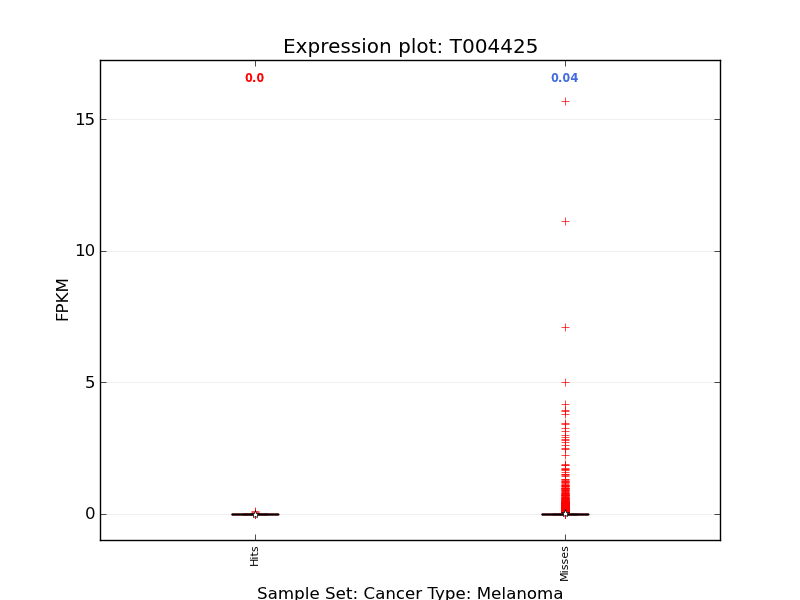 Expression plot: T004425
0.0
0.04
15
10
5
0
FPKM
Hits
Misses
Sample Set: Cancer Type: Melanoma